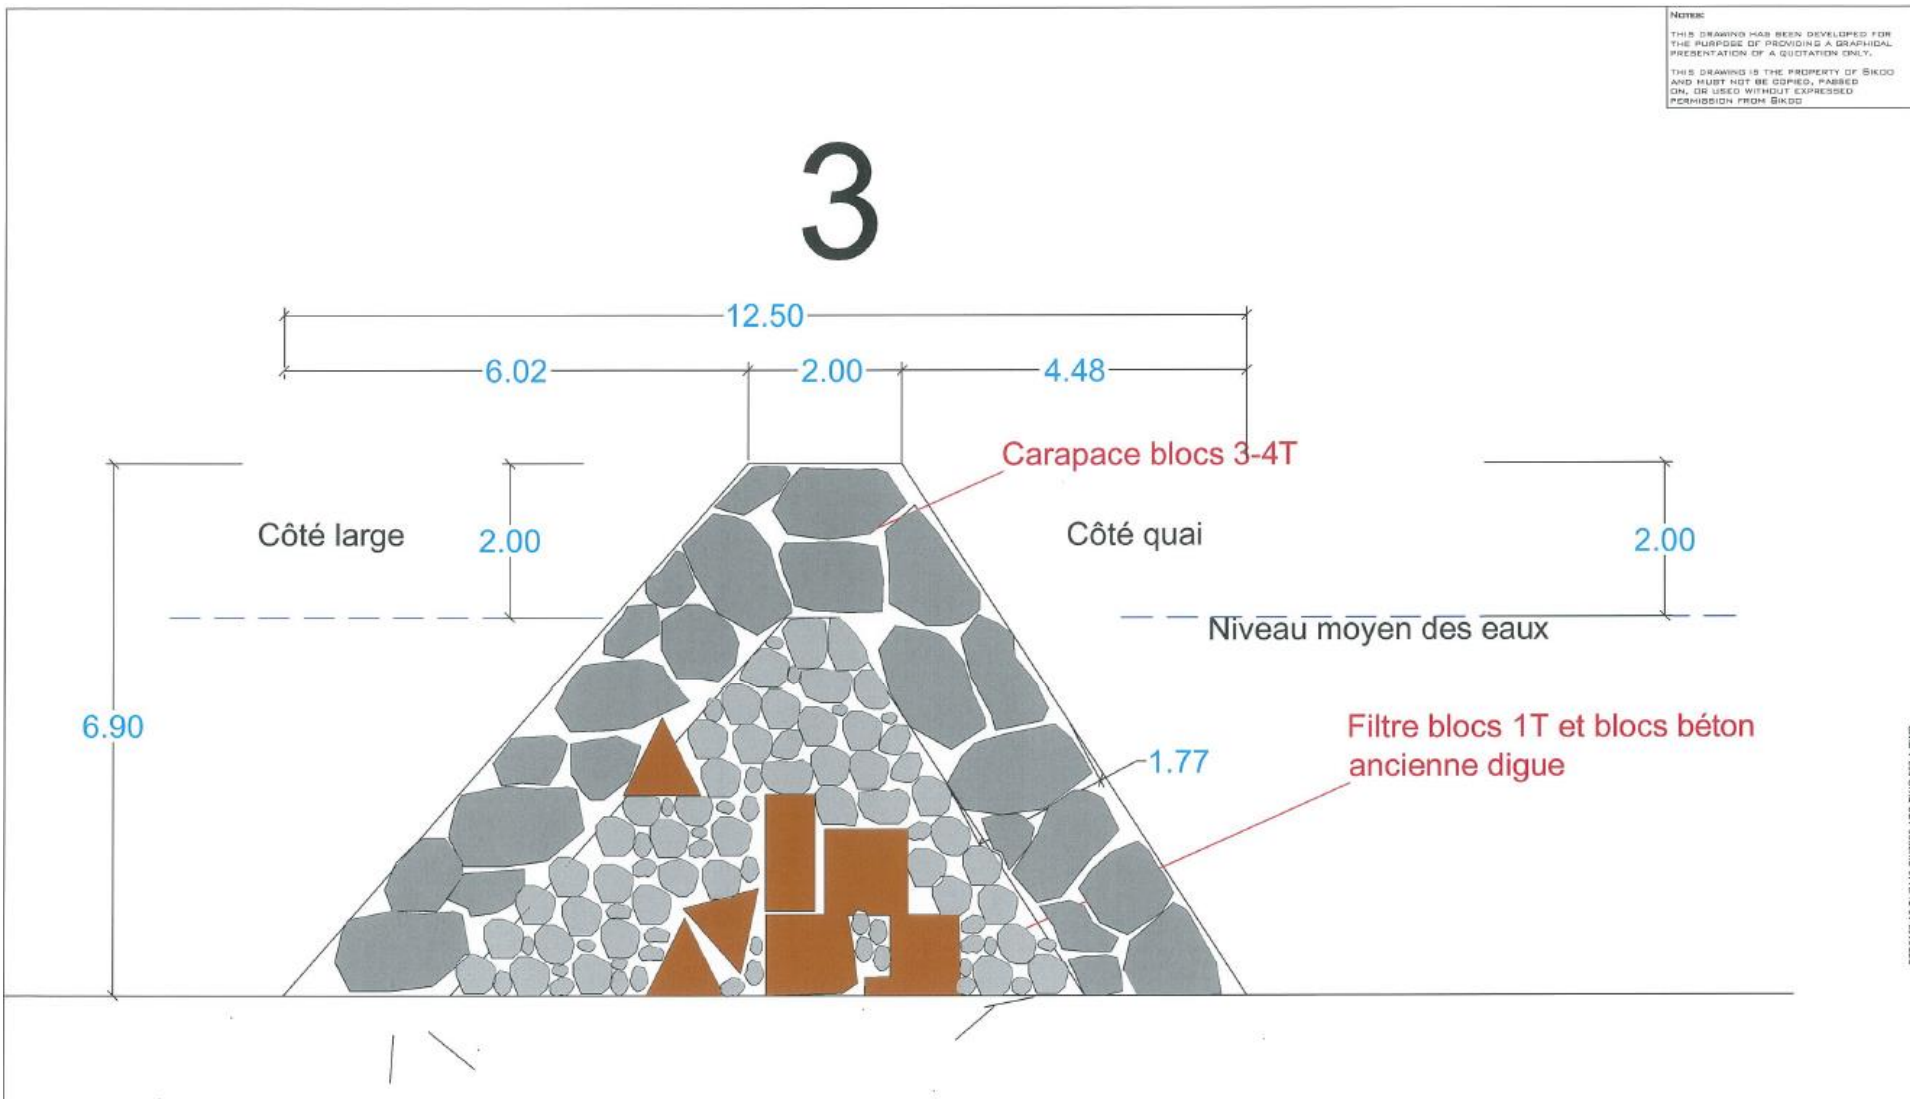 NOTES:
THIS DRAWING HAS BEEN DEVELOPED FOR
THE PURPOSE OF PROVIDING A GRAPHICAL
PRESENTATION OF A QUOTATION ONLY.
THIS DRAWING IS THE PROPERTY OF SIKOO
AND MUST NOT BE COPIED, PASSED
ON, OR USED WITHOUT EXPRESSED
PERMISSION FROM SIKOO
3
12.50
6.02
2.00
4.48
Carapace blocs 3-4T
Côté large
2.00
Côté quai
2.00
Niveau moyen des eaux
6.90
Filtre blocs 1T et blocs béton
ancienne digue
1.77